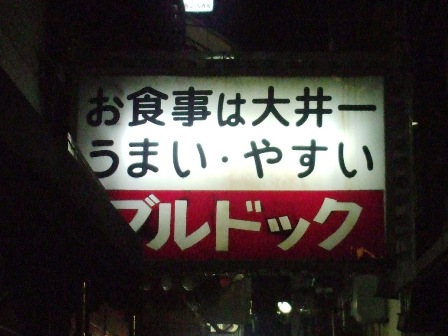 お食事は大井一
うまい・やすい
ブルドック